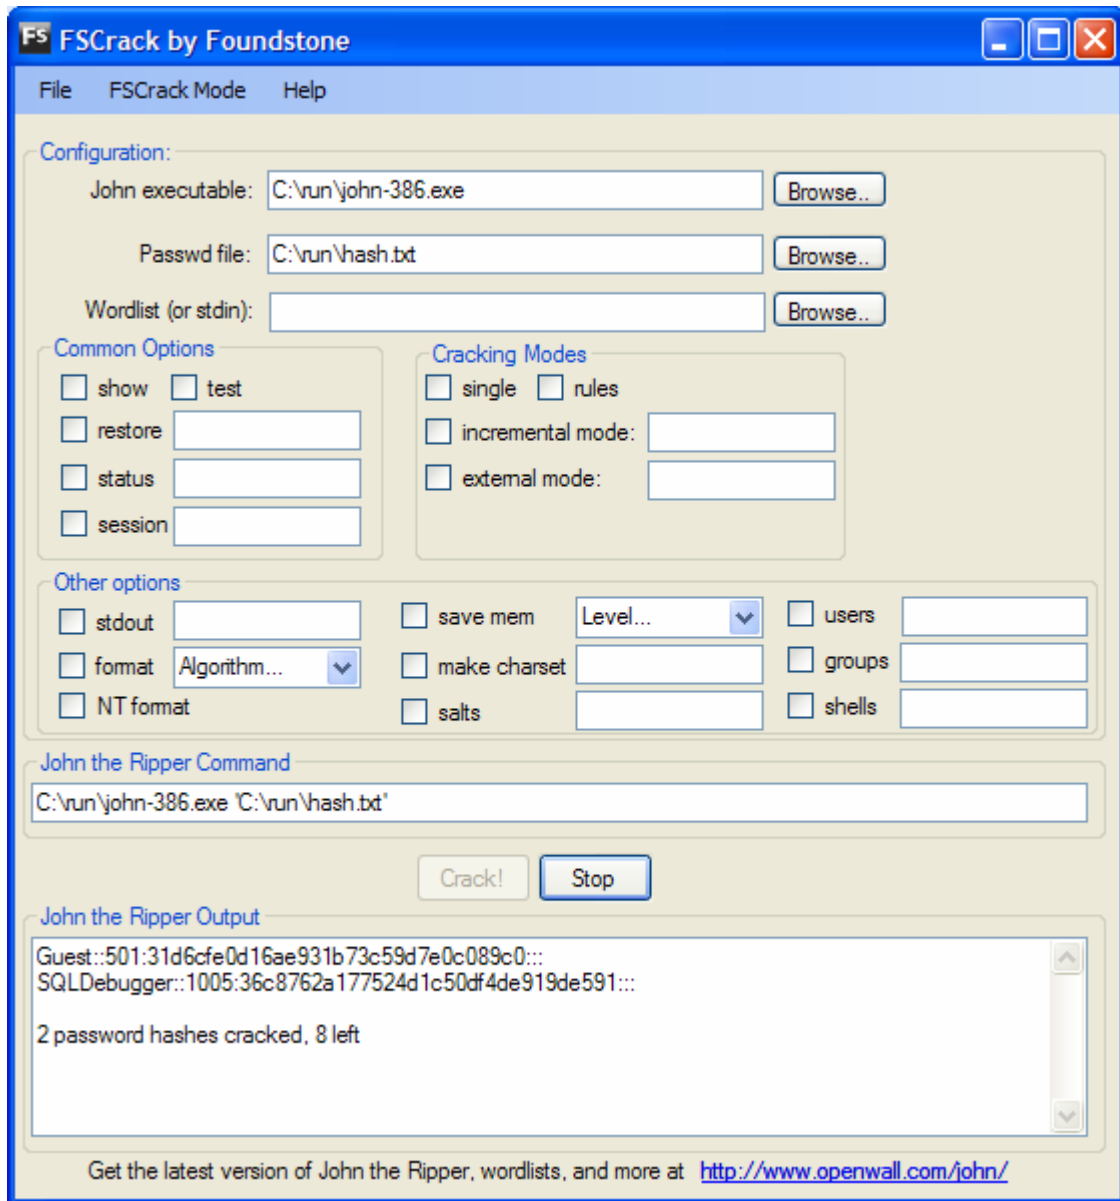 FS FSCrack by Foundstone
File FSCrack Mode Help
Configuration:
John executable: C:\run\john-386.exe Browse..
Passwd file: C:\run\hash.txt Browse..
Wordlist (or stdin): Browse..
Common Options
show test
restore
status
session
Cracking Modes
single rules
incremental mode:
external mode:
Other options
stdout
format Algorithm...
NT format
save mem Level...
make charset
salts
users
groups
shells
John the Ripper Command
C:\run\john-386.exe "C:\run\hash.txt"
Crack! Stop
John the Ripper Output
Guest::501:31d6cfe0d16ae931b73c59d7e0c089c0:::
SQLDebugger::1005:36c8762a177524d1c50df4de919de591:::
2 password hashes cracked, 8 left
Get the latest version of John the Ripper, wordlists, and more at http://www.openwall.com/john/